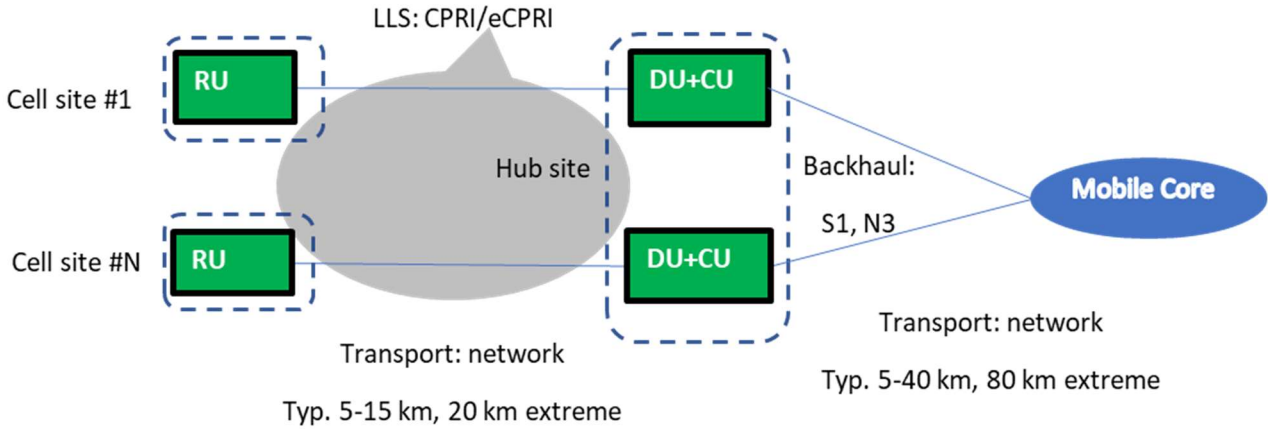 LLS: CPRI/eCPRI
RU
DU+CU
Cell site #1
Hub site
Backhaul:
Mobile Core
S1, N3
RU
DU+CU
Cell site #N
Transport: network
Typ. 5-15 km, 20 km extreme
Transport: network
Typ. 5-40 km, 80 km extreme